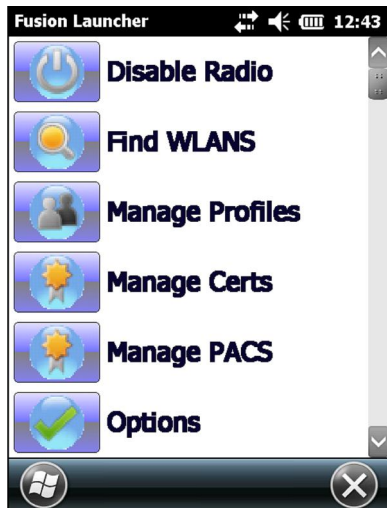 Fusion Launcher 12:43
Disable Radio
Find WLANS
Manage Profiles
Manage Certs
Manage PACS
Options